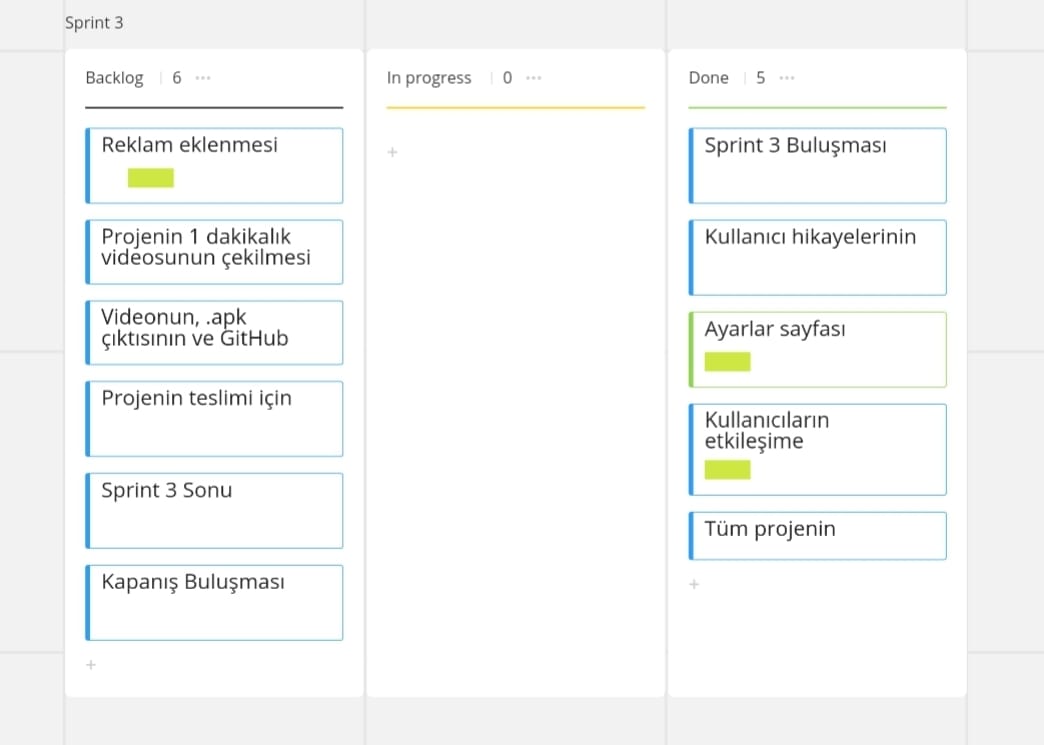 Sprint 3
Backlog 6 ...
Reklam eklenmesi
Projenin 1 dakikalık
videosunun çekilmesi
Videonun, .apk
çıktısının ve GitHub
Projenin teslimi için
Sprint 3 Sonu
Kapanış Buluşması
+
In progress 0 ...
+
Done 5 ...
Sprint 3 Buluşması
Kullanıcı hikayelerinin
Ayarlar sayfası
Kullanıcıların
etkileşime
Tüm projenin
+